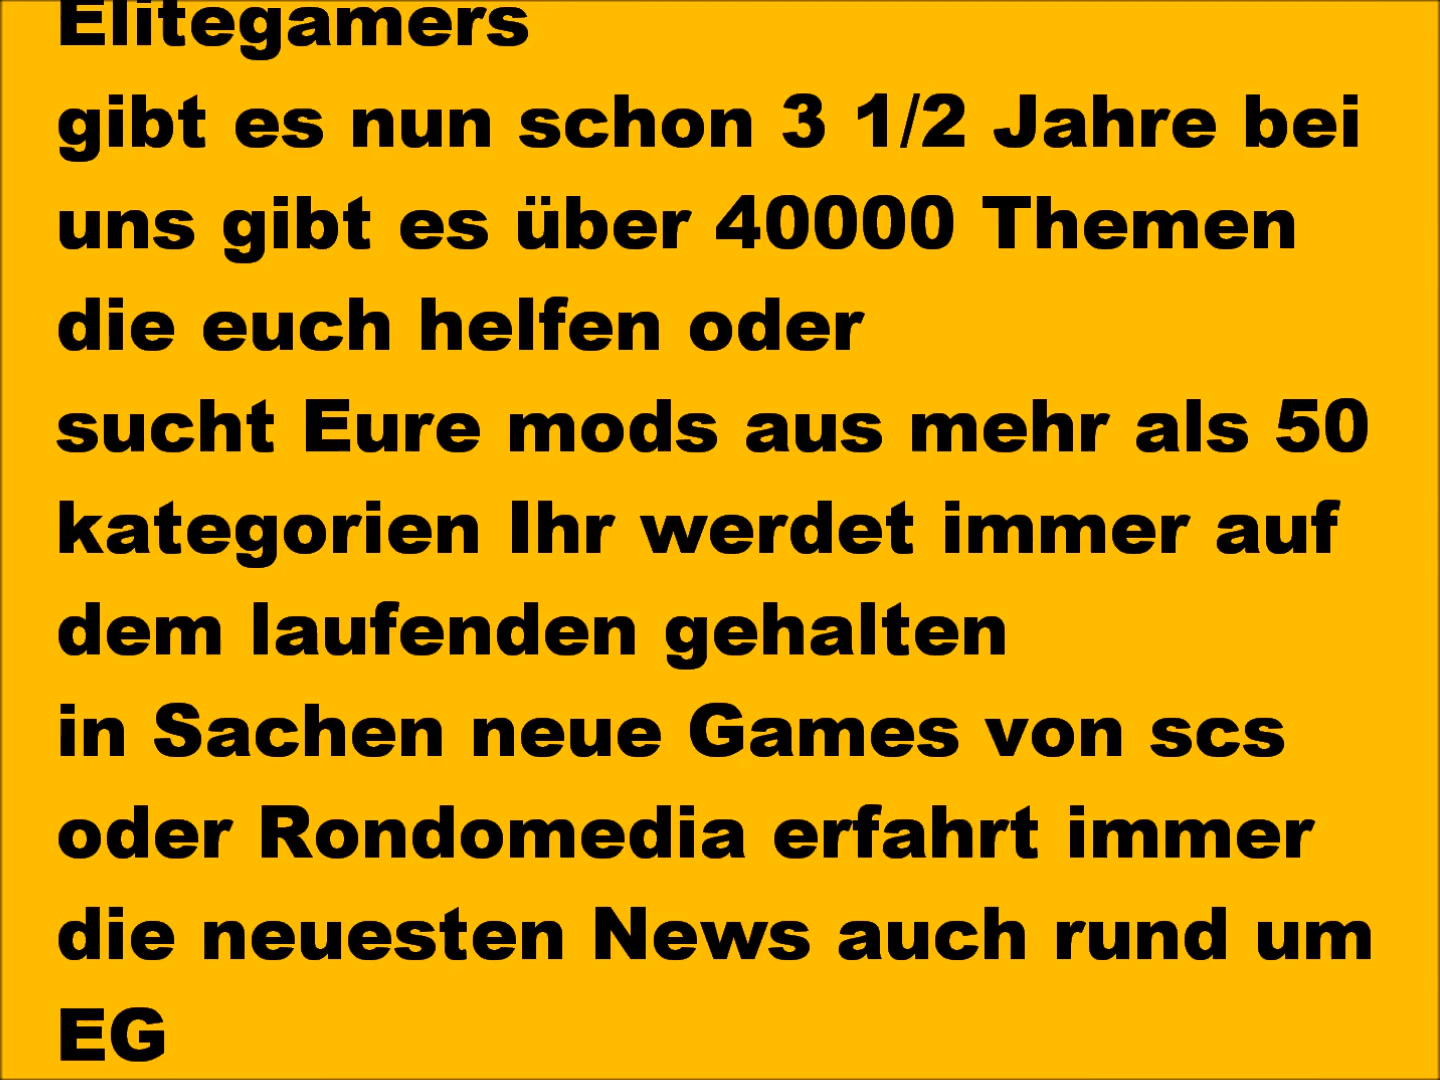 Elitegamers
gibt es nun schon 3 1/2 Jahre bei
uns gibt es über 40000 Themen
die euch helfen oder
sucht Eure mods aus mehr als 50
kategorien Ihr werdet immer auf
dem laufenden gehalten
in Sachen neue Games von scs
oder Rondomedia erfahrt immer
die neuesten News auch rund um
EG